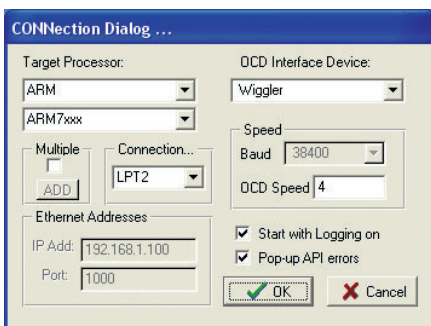 CONNection Dialog ...
Target Processor:
ARM
ARM7xxx
OCD Interface Device:
Wiggler
Multiple
ADD
Connection...
LPT2
Speed
Baud 38400
OCD Speed 4
Ethernet Addresses
IP Add: 192.168.1.100
Port: 1000
Start with Logging on
Pop-up API errors
OK
Cancel